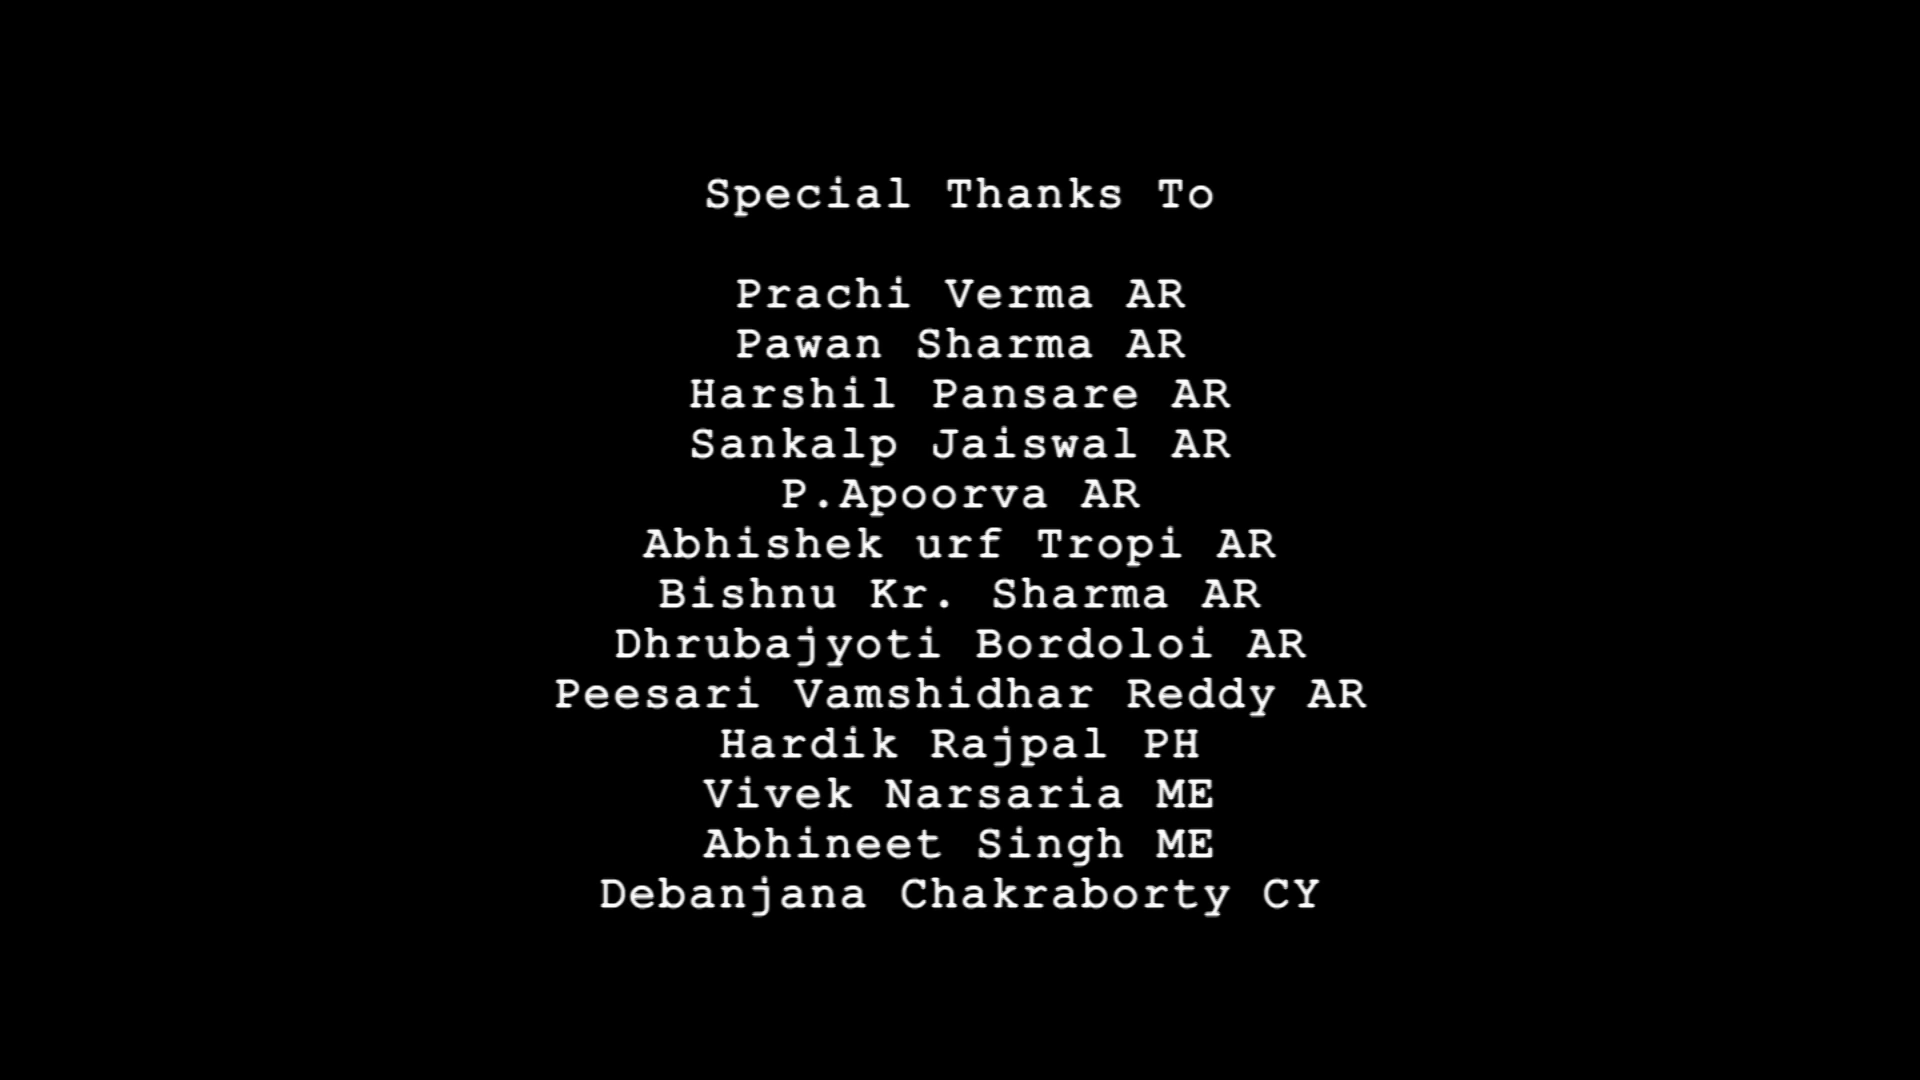 Special Thanks To
Prachi Verma AR
Pawan Sharma AR
Harshil Pansare AR
Sankalp Jaiswal AR
P.Apoorva AR
Abhishek urf Tropi AR
Bishnu Kr. Sharma AR
Dhrubajyoti Bordoloi AR
Peesari Vamshidhar Reddy AR
Hardik Rajpal PH
Vivek Narsaria ME
Abhineet Singh ME
Debanjana Chakraborty CY